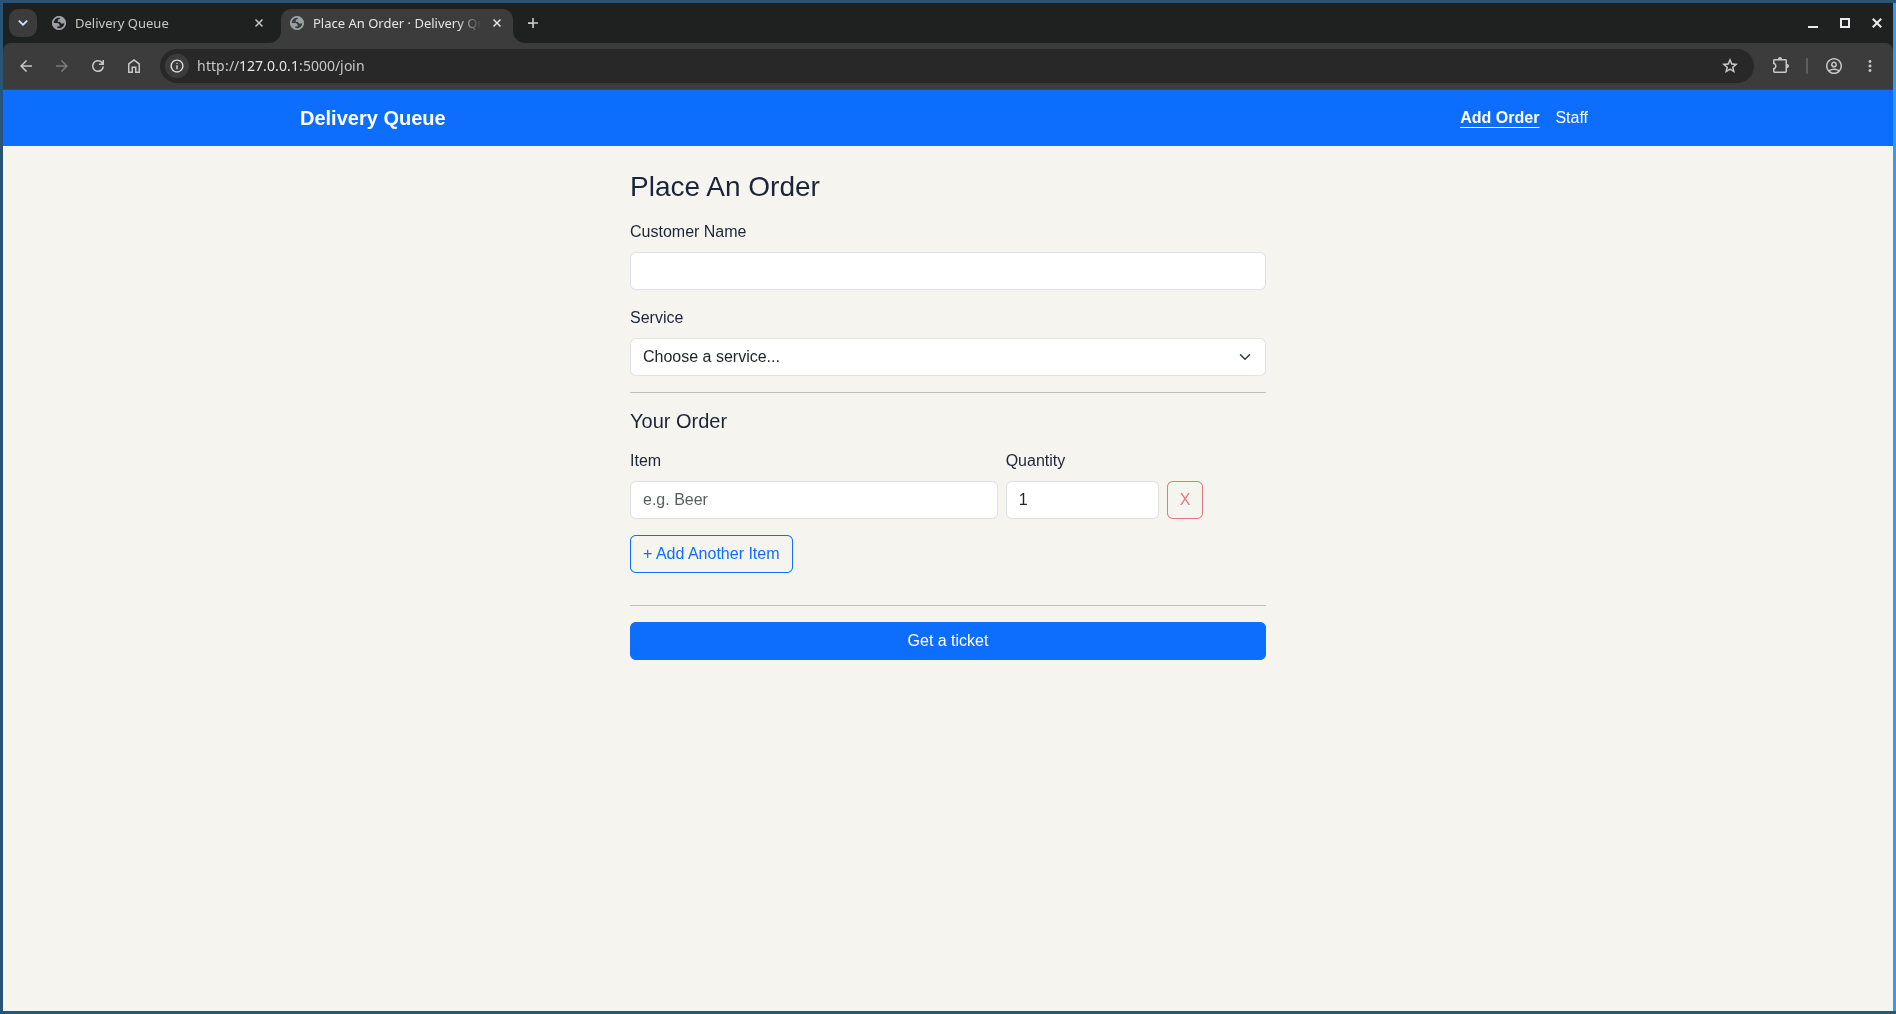 Delivery Queue
Place An Order · Delivery Q
http://127.0.0.1:5000/join
Delivery Queue
Add Order Staff
Place An Order
Customer Name
Service
Choose a service...
Your Order
Item Quantity
e.g. Beer 1 X
+ Add Another Item
Get a ticket